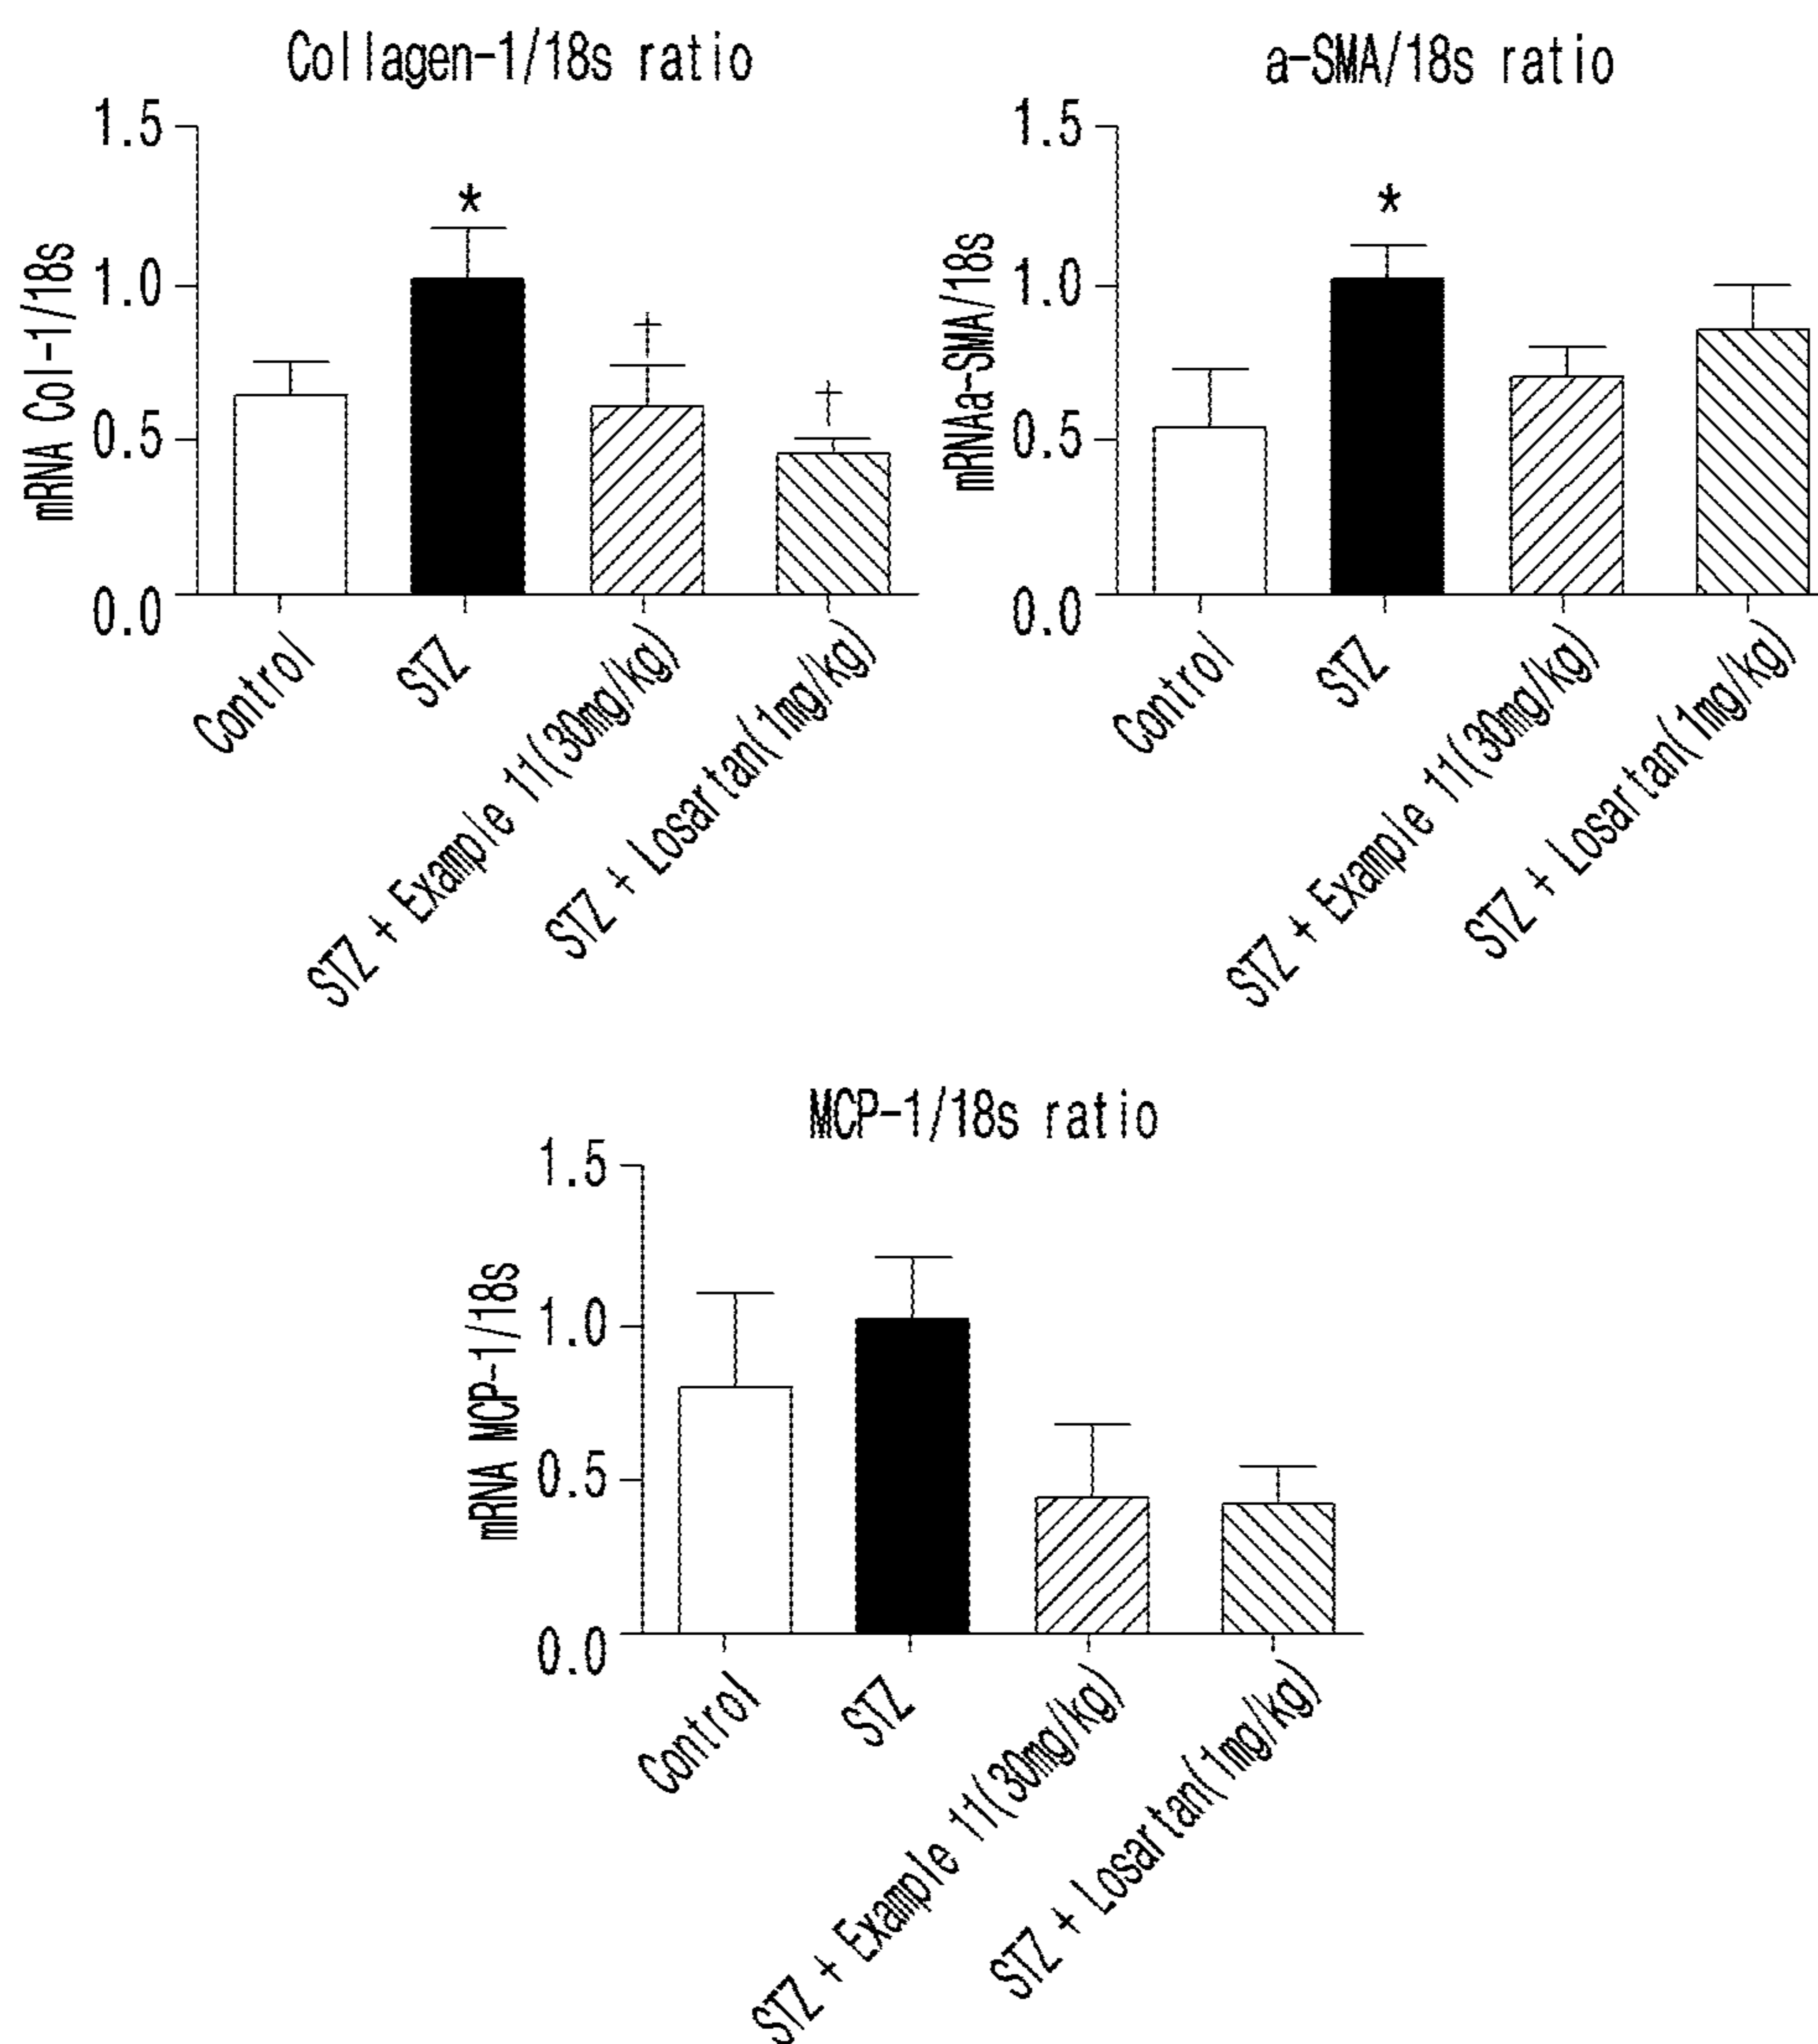 Collagen-1/18s ratio
mRNA Col-1/18s
1.5
1.0
0.5
0.0
*
†
†
Control
STZ
STZ + Example 11(30mg/kg)
STZ + Losartan(1mg/kg)
a-SMA/18s ratio
mRNAa-SMA/18s
1.5
1.0
0.5
0.0
*
Control
STZ
STZ + Example 11(30mg/kg)
STZ + Losartan(1mg/kg)
MCP-1/18s ratio
mRNA MCP-1/18s
1.5
1.0
0.5
0.0
Control
STZ
STZ + Example 11(30mg/kg)
STZ + Losartan(1mg/kg)